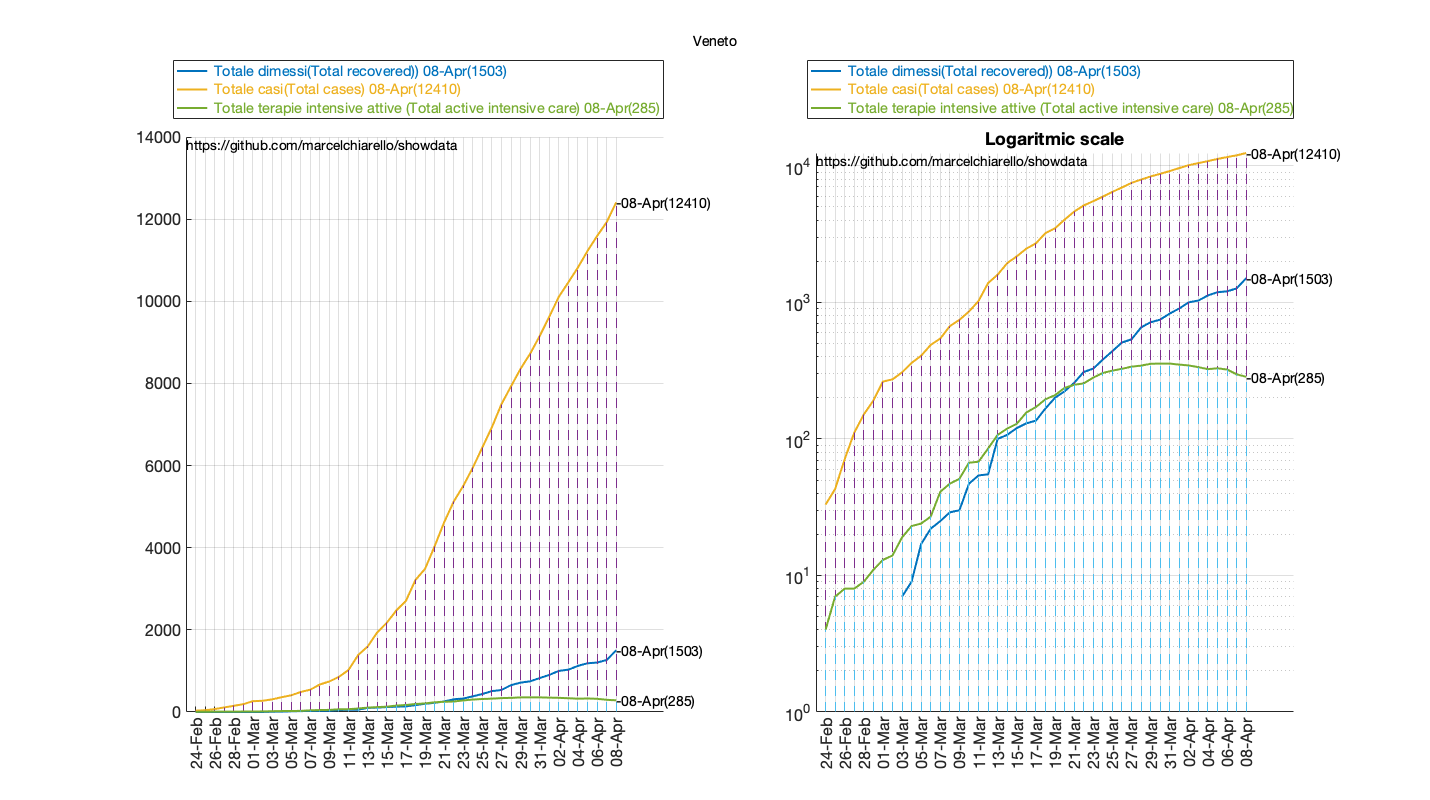 Veneto
Totale dimessi(Total recovered)) 08-Apr(1503)
Totale casi(Total cases) 08-Apr(12410)
Totale terapie intensive attive (Total active intensive care) 08-Apr(285)
14000
12000
10000
8000
6000
4000
2000
0
https://github.com/marcelchiarello/showdata
-08-Apr(12410)
-08-Apr(1503)
-08-Apr(285)
24-Feb
26-Feb
28-Feb
01-Mar
03-Mar
05-Mar
07-Mar
09-Mar
11-Mar
13-Mar
15-Mar
17-Mar
19-Mar
21-Mar
23-Mar
25-Mar
27-Mar
29-Mar
31-Mar
02-Apr
04-Apr
06-Apr
08-Apr
Totale dimessi(Total recovered)) 08-Apr(1503)
Totale casi(Total cases) 08-Apr(12410)
Totale terapie intensive attive (Total active intensive care) 08-Apr(285)
Logaritmic scale
10^4
10^3
10^2
10^1
10^0
https://github.com/marcelchiarello/showdata
-08-Apr(12410)
-08-Apr(1503)
-08-Apr(285)
24-Feb
26-Feb
28-Feb
01-Mar
03-Mar
05-Mar
07-Mar
09-Mar
11-Mar
13-Mar
15-Mar
17-Mar
19-Mar
21-Mar
23-Mar
25-Mar
27-Mar
29-Mar
31-Mar
02-Apr
04-Apr
06-Apr
08-Apr